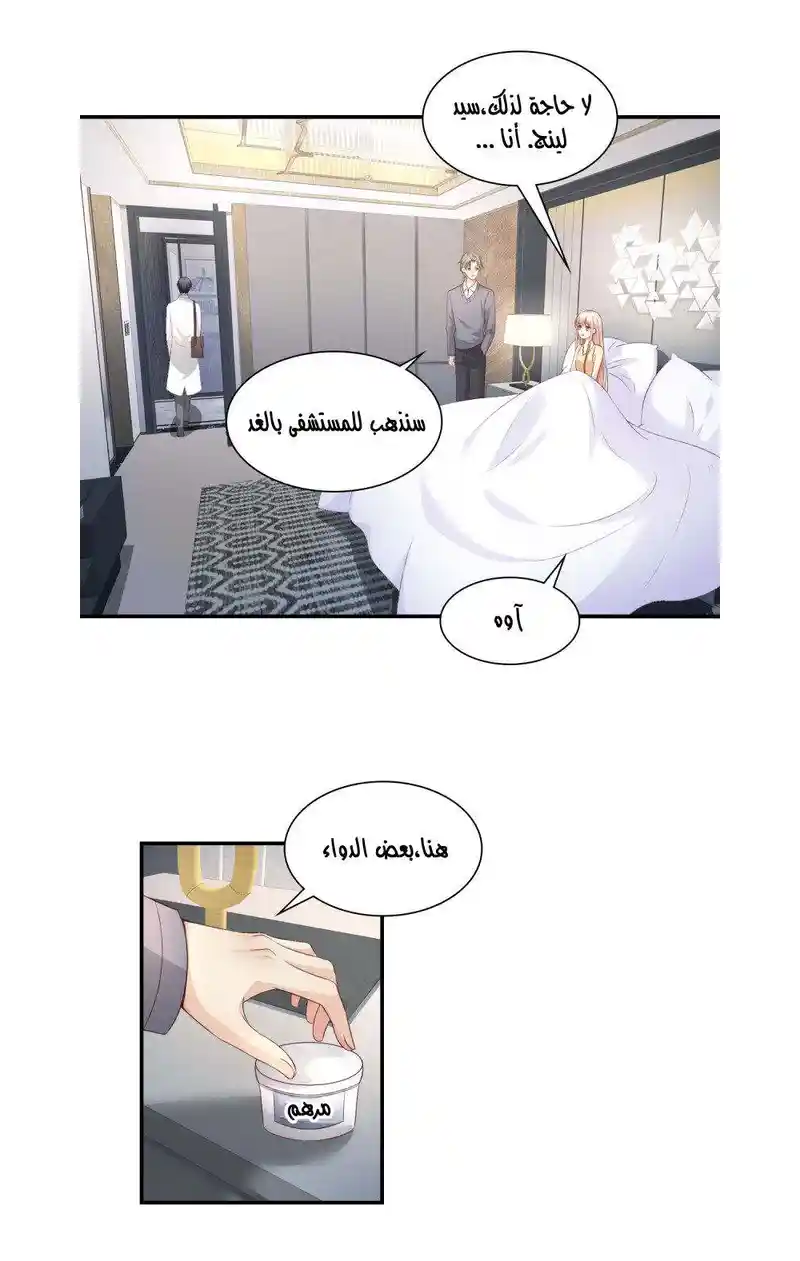 لا حاجة لذلك،سيد
لينج. أنا ...
سنذهب للمستشفى بالغد
آوه
هنا،بعض الدواء
مرهم